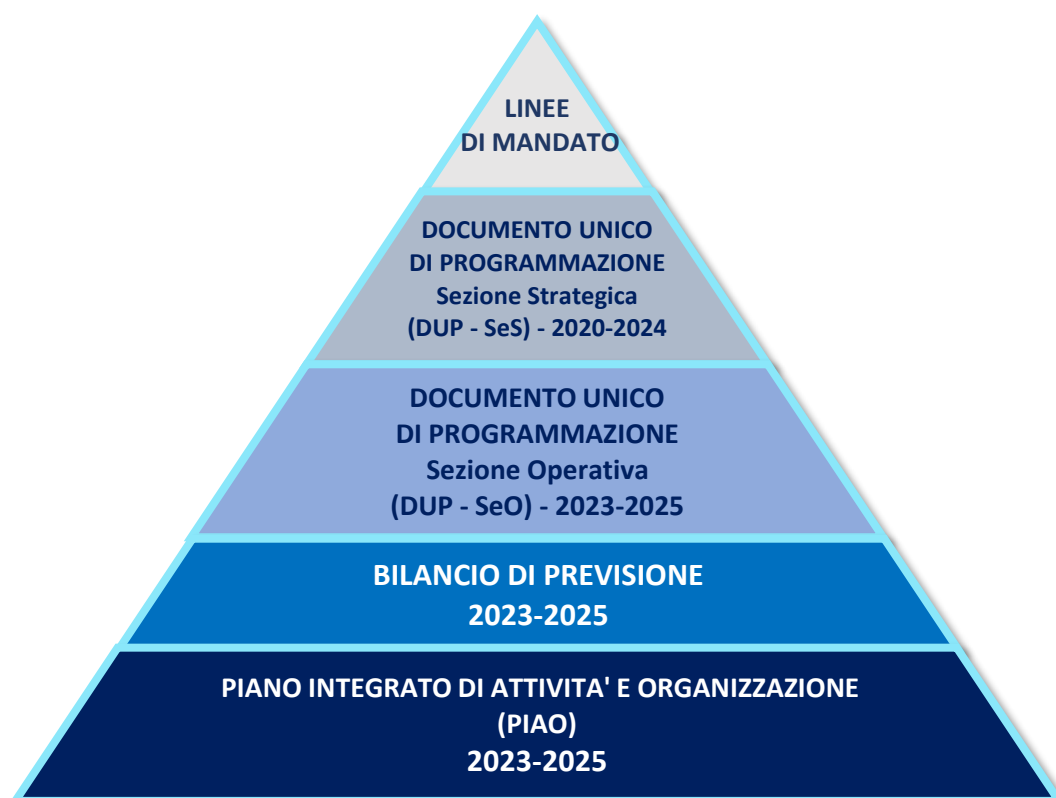 LINEE
DI MANDATO
DOCUMENTO UNICO
DI PROGRAMMAZIONE
Sezione Strategica
(DUP - SeS) - 2020-2024
DOCUMENTO UNICO
DI PROGRAMMAZIONE
Sezione Operativa
(DUP - SeO) - 2023-2025
BILANCIO DI PREVISIONE
2023-2025
PIANO INTEGRATO DI ATTIVITA' E ORGANIZZAZIONE
(PIAO)
2023-2025